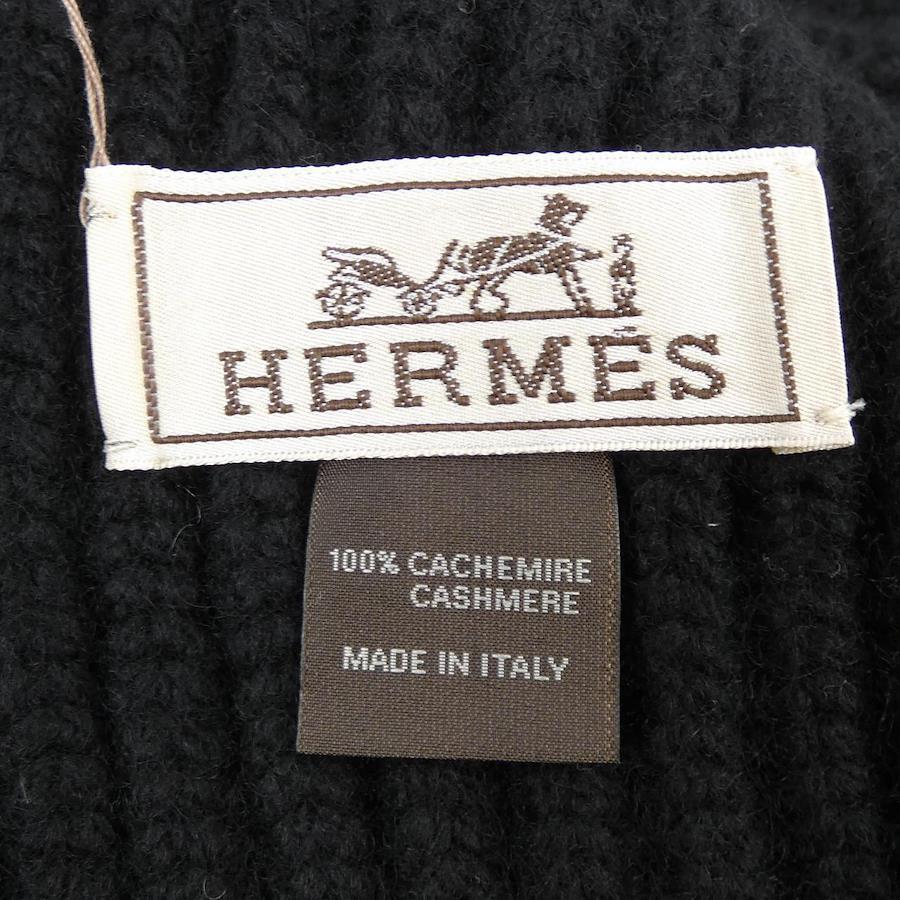 HERMÈS
100% CACHEMIRE
CASHMERE
MADE IN ITALY